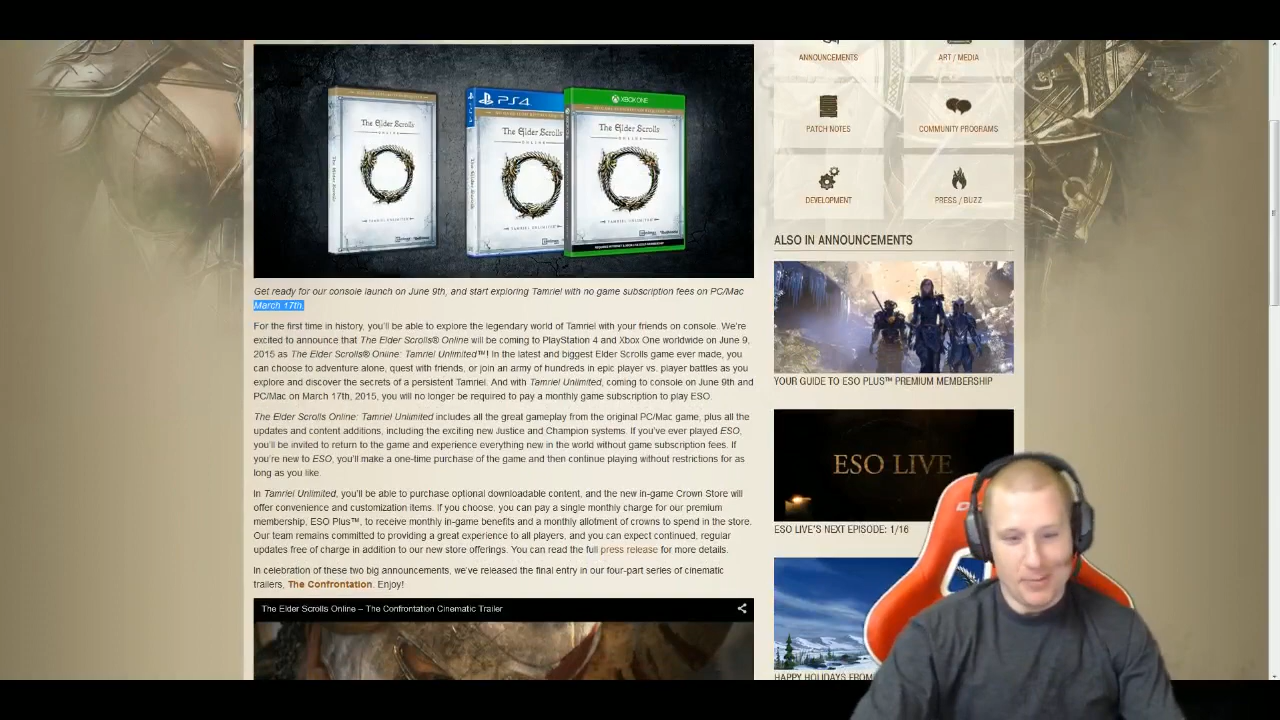 ANNOUNCEMENTS
ART / MEDIA
PATCH NOTES
COMMUNITY PROGRAMS
DEVELOPMENT
PRESS / BUZZ
The Elder Scrolls
ONLINE
TAMRIEL UNLIMITED
PS4
The Elder Scrolls
ONLINE
TAMRIEL UNLIMITED
XBOX ONE
The Elder Scrolls
ONLINE
TAMRIEL UNLIMITED
Get ready for our console launch on June 9th, and start exploring Tamriel with no game subscription fees on PC/Mac
March 17th.
For the first time in history, you'll be able to explore the legendary world of Tamriel with your friends on console. We're
excited to announce that The Elder Scrolls® Online will be coming to PlayStation 4 and Xbox One worldwide on June 9,
2015 as The Elder Scrolls® Online: Tamriel Unlimited™! In the latest and biggest Elder Scrolls game ever made, you
can choose to adventure alone, quest with friends, or join an army of hundreds in epic player vs. player battles as you
explore and discover the secrets of a persistent Tamriel. And with Tamriel Unlimited, coming to console on June 9th and
PC/Mac on March 17th, 2015, you will no longer be required to pay a monthly game subscription to play ESO.
The Elder Scrolls Online: Tamriel Unlimited includes all the great gameplay from the original PC/Mac game, plus all the
updates and content additions, including the exciting new Justice and Champion systems. If you've ever played ESO,
you'll be invited to return to the game and experience everything new in the world without game subscription fees. If
you're new to ESO, you'll make a one-time purchase of the game and then continue playing without restrictions for as
long as you like.
In Tamriel Unlimited, you'll be able to purchase optional downloadable content, and the new in-game Crown Store will
offer convenience and customization items. If you choose, you can pay a single monthly charge for our premium
membership, ESO Plus™, to receive monthly in-game benefits and a monthly allotment of crowns to spend in the store.
Our team remains committed to providing a great experience to all players, and you can expect continued, regular
updates free of charge in addition to our new store offerings. You can read the full press release for more details.
In celebration of these two big announcements, we've released the final entry in our four-part series of cinematic
trailers, The Confrontation. Enjoy!
The Elder Scrolls Online – The Confrontation Cinematic Trailer
ALSO IN ANNOUNCEMENTS
YOUR GUIDE TO ESO PLUS™ PREMIUM MEMBERSHIP
ESO LIVE
ESO LIVE'S NEXT EPISODE: 1/16
HAPPY HOLIDAYS FROM